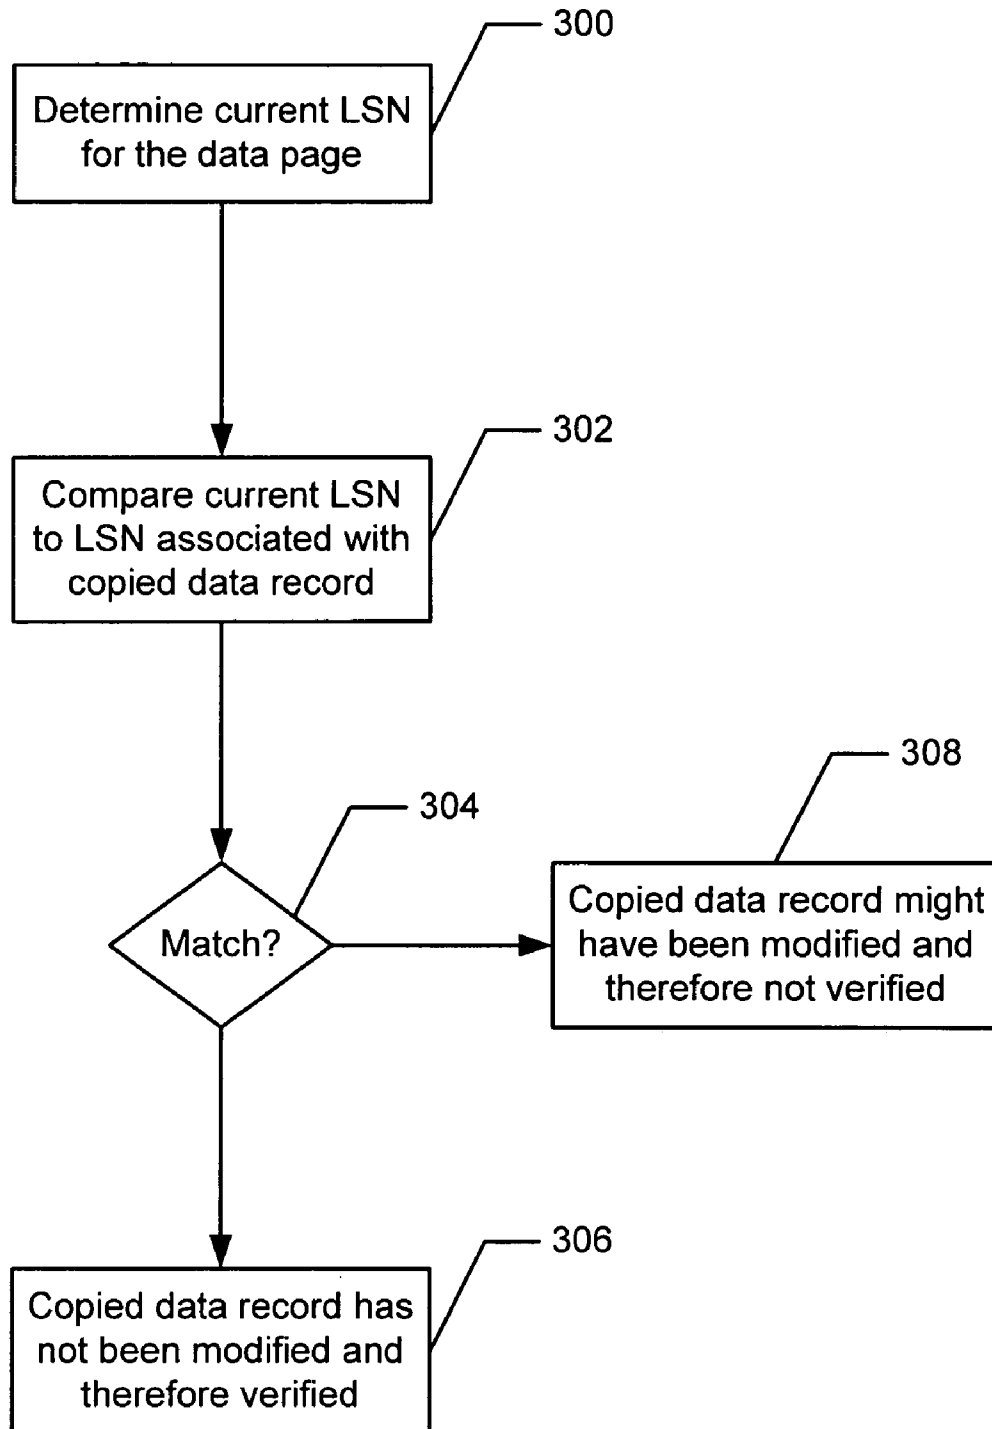 300
Determine current LSN
for the data page
302
Compare current LSN
to LSN associated with
copied data record
304
Match?
308
Copied data record might
have been modified and
therefore not verified
306
Copied data record has
not been modified and
therefore verified